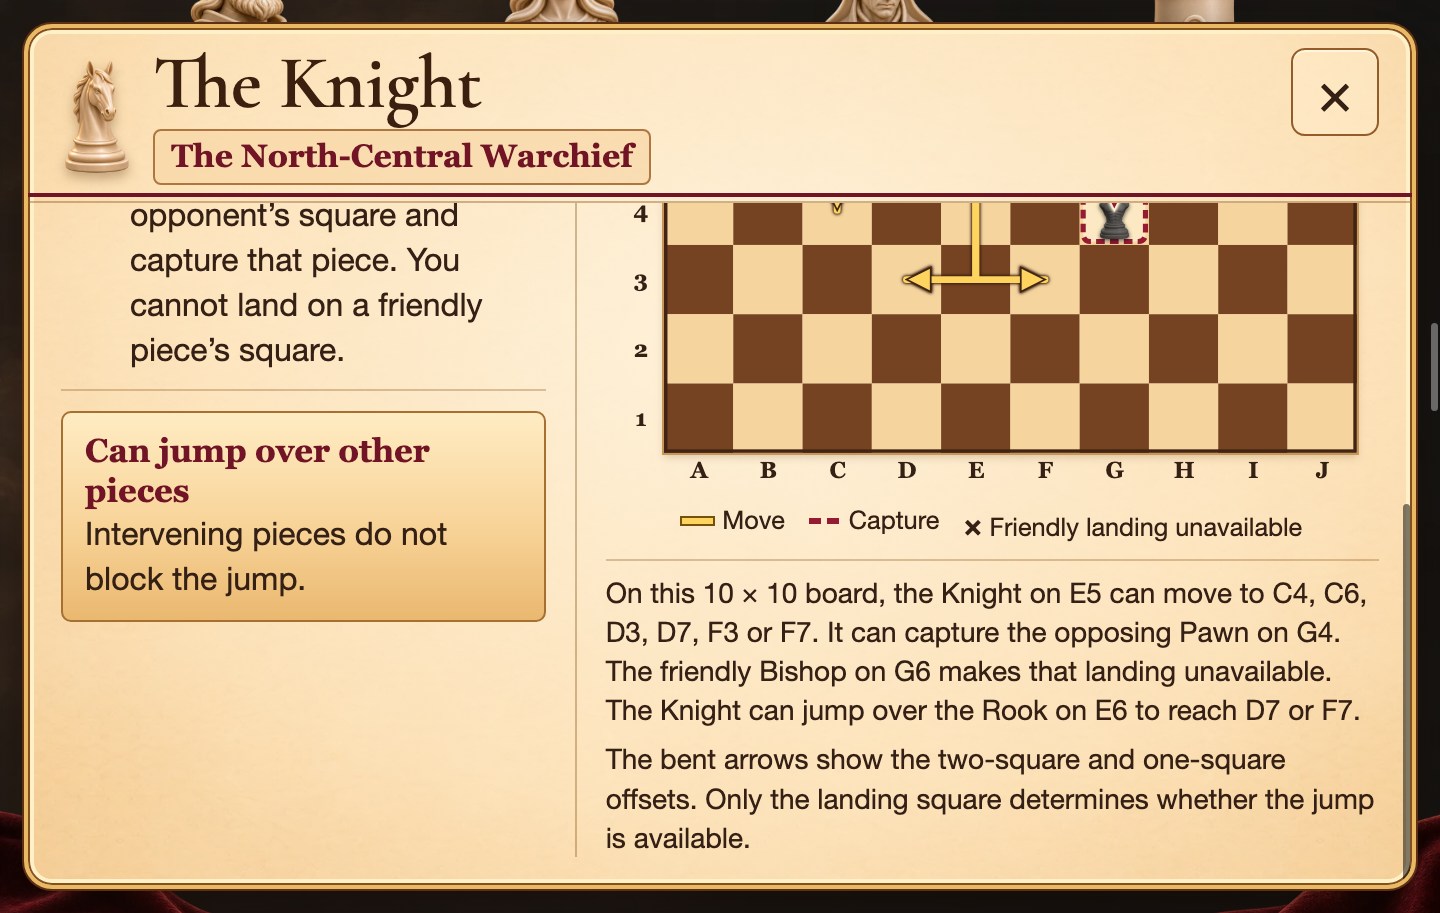 The Knight
×
The North-Central Warchief
opponent’s square and
capture that piece. You
cannot land on a friendly
piece’s square.
Can jump over other
pieces
Intervening pieces do not
block the jump.
4
3
2
1
A B C D E F G H I J
Move Capture × Friendly landing unavailable
On this 10 × 10 board, the Knight on E5 can move to C4, C6,
D3, D7, F3 or F7. It can capture the opposing Pawn on G4.
The friendly Bishop on G6 makes that landing unavailable.
The Knight can jump over the Rook on E6 to reach D7 or F7.
The bent arrows show the two-square and one-square
offsets. Only the landing square determines whether the jump
is available.